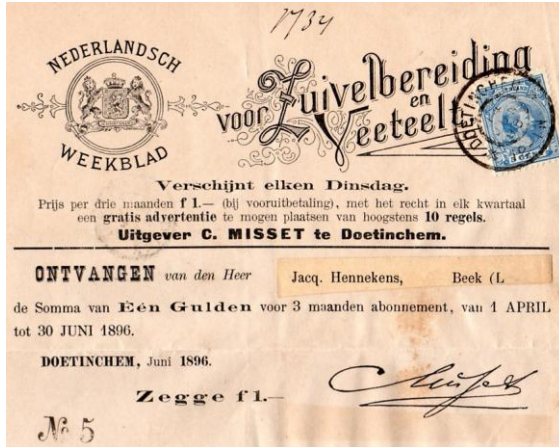 1734
NEDERLANDSCH
WEEKBLAD
voor Zuivelbereiding
en
Veeteelt
DOETINCHEM
Verschijnt elken Dinsdag.
Prijs per drie maanden f 1.— (bij vooruitbetaling), met het recht in elk kwartaal
een gratis advertentie te mogen plaatsen van hoogstens 10 regels.
Uitgever C. MISSET te Doetinchem.
ONTVANGEN van den Heer Jacq. Hennekens, Beek (L
de Somma van Eén Gulden voor 3 maanden abonnement, van 1 APRIL
tot 30 JUNI 1896.
DOETINCHEM, Juni 1896.
Zegge f 1.—
CMisset
No 5